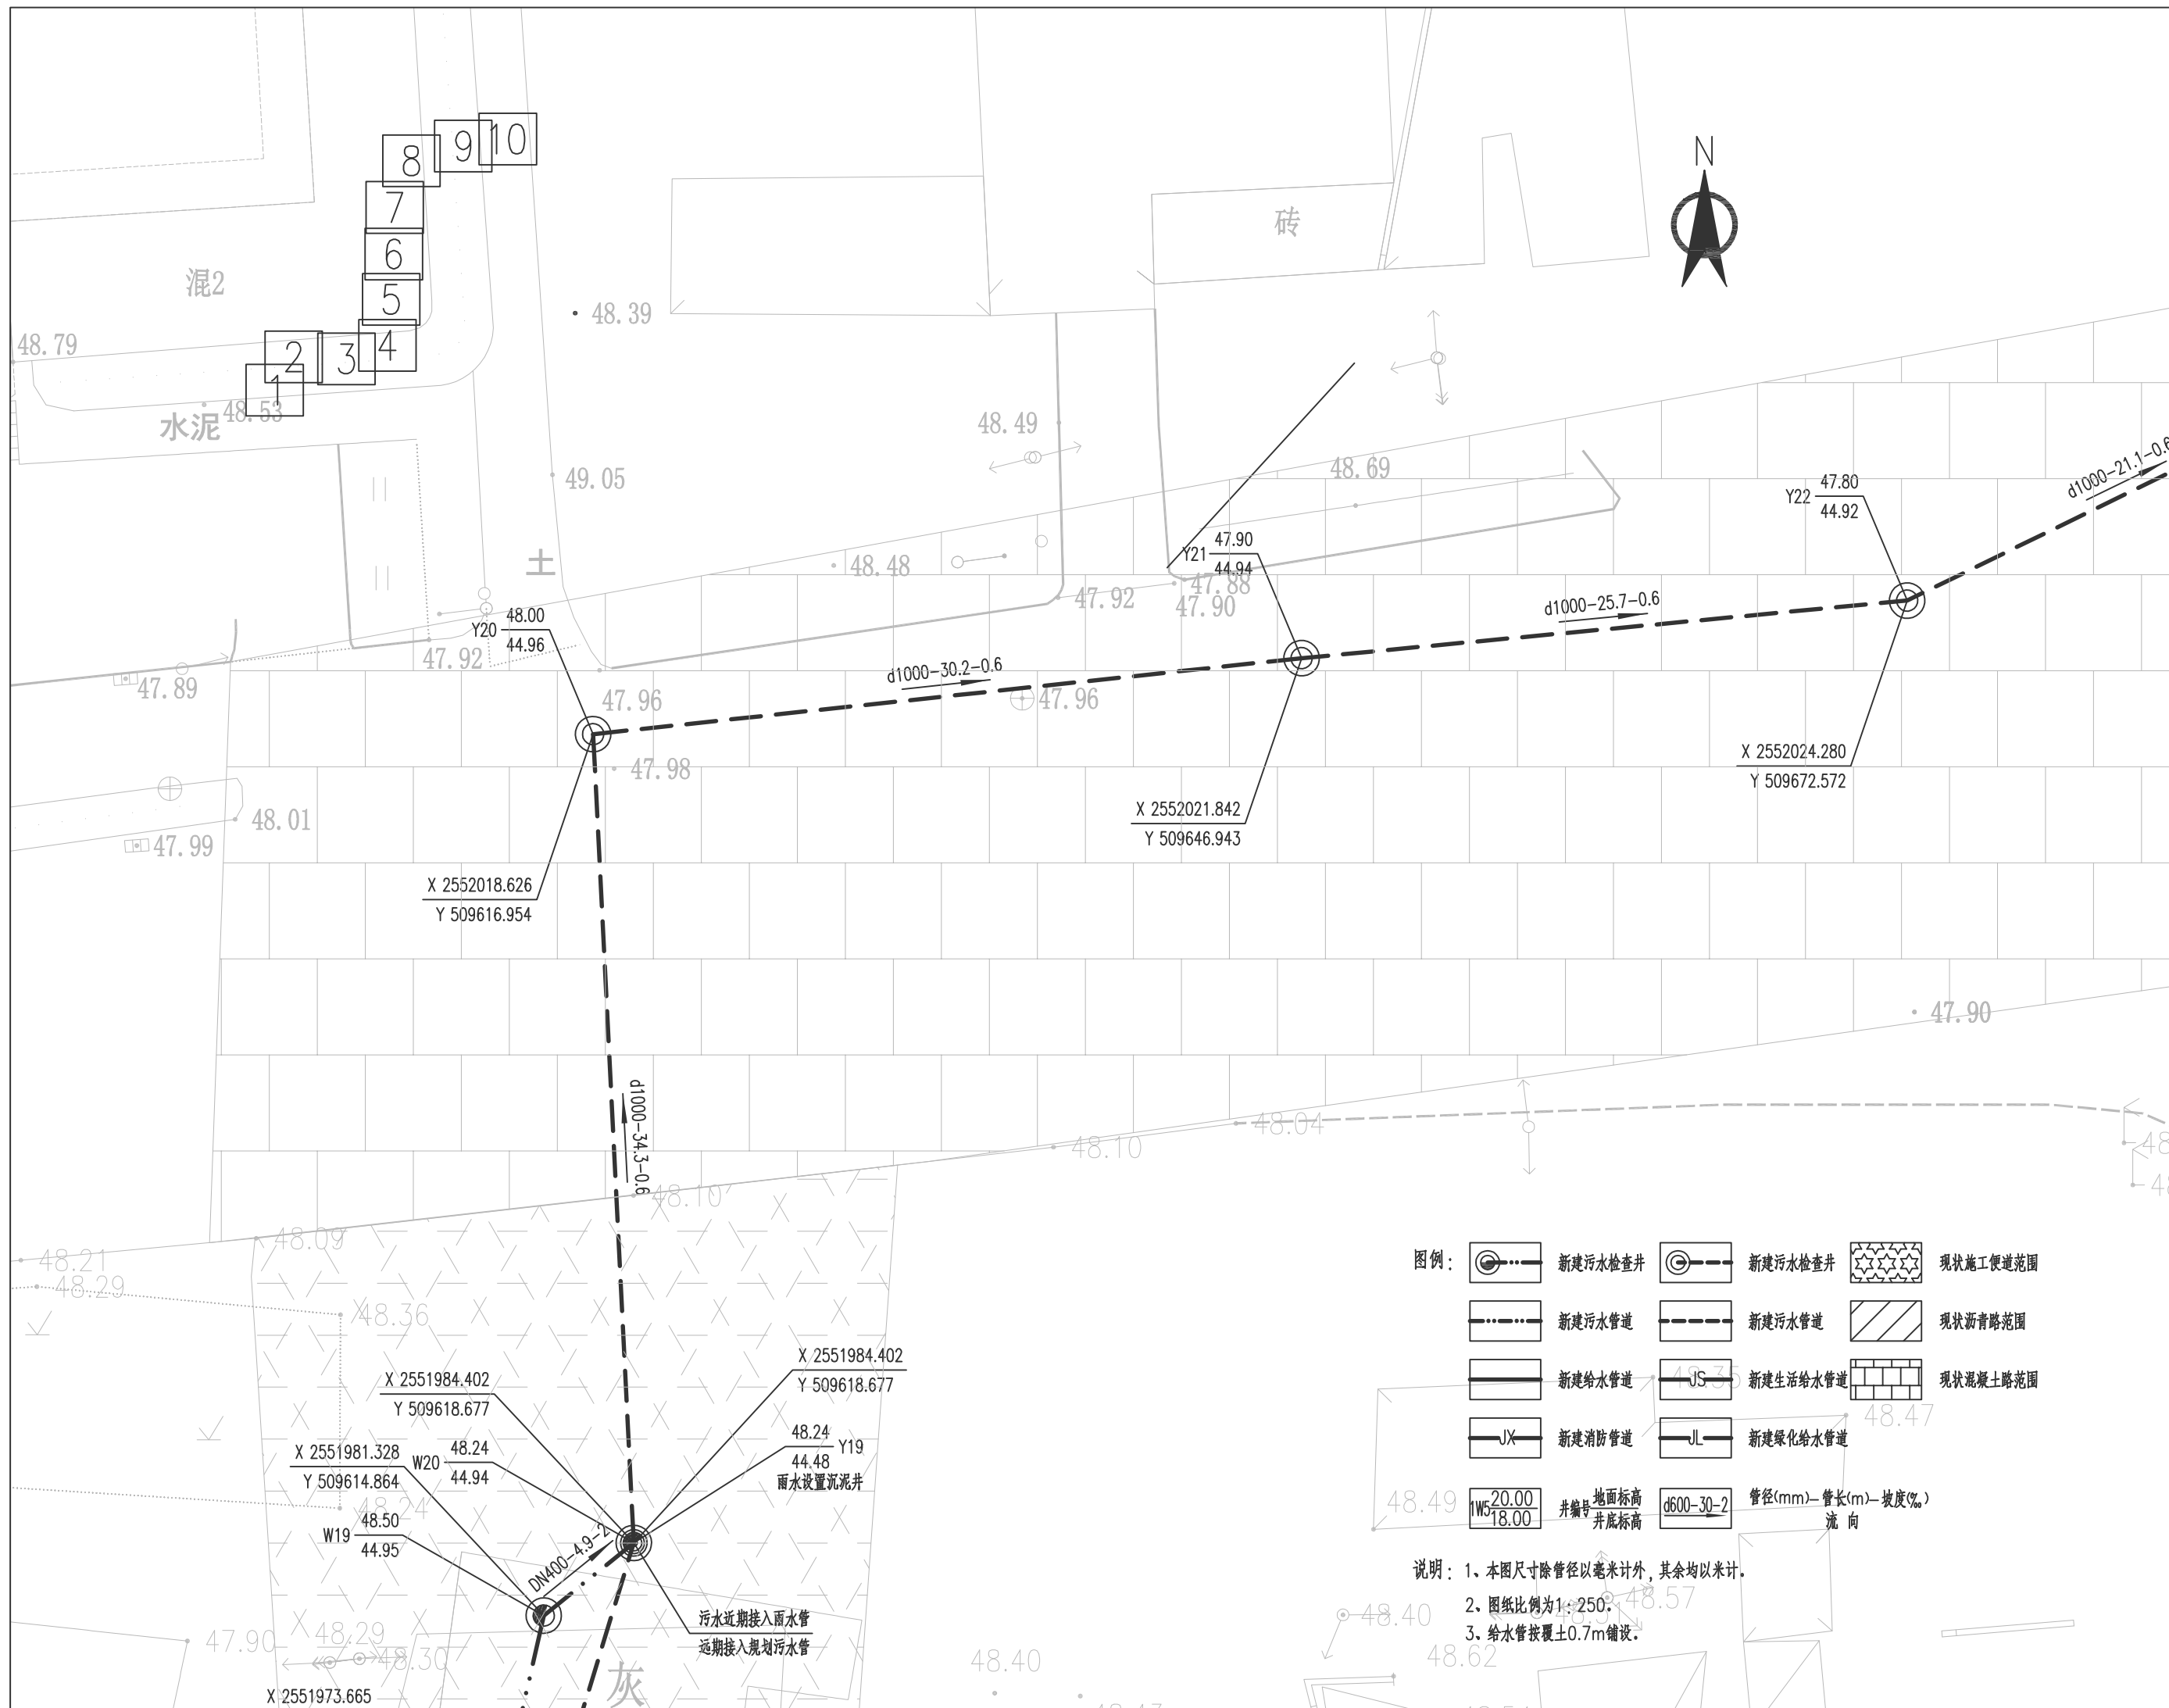 8
9
10
7
6
5
4
3
2
1
N
砖
混2
48.39
48.79
48.53
水泥
48.49
49.05
48.69
土
48.48
47.92
47.88
47.90
47.80
Y22
44.92
d1000-21.1-0.6
47.90
Y21
44.94
d1000-25.7-0.6
48.00
Y20
44.96
47.92
47.89
47.96
d1000-30.2-0.6
47.96
47.98
48.01
47.99
X 2552024.280
Y 509672.572
X 2552021.842
Y 509646.943
X 2552018.626
Y 509616.954
47.90
d1000-34.3-0.6
48.04
48.10
48.10
48.09
48.21
48.29
48.36
X 2551984.402
Y 509618.677
X 2551984.402
Y 509618.677
48.24
Y19
44.48
雨水设置沉泥井
48.24
W20
44.94
X 2551981.328
Y 509614.864
48.24
48.50
W19
44.95
DN400-4.9-2
污水近期接入雨水管
远期接入规划污水管
47.90
48.29
48.30
灰
X 2551973.665
48.40
图例：
新建污水检查井
新建污水检查井
现状施工便道范围
新建污水管道
新建污水管道
现状沥青路范围
新建给水管道
JS
新建生活给水管道
现状混凝土路范围
48.35
48.47
JX
新建消防管道
JL
新建绿化给水管道
48.49
1W5
20.00
18.00
井编号
地面标高
井底标高
d600-30-2
管径(mm)-管长(m)-坡度(‰)
流 向
说明：1、本图尺寸除管径以毫米计外，其余均以米计。
2、图纸比例为1：250。
3、给水管按覆土0.7m铺设。
48.40
48.51
48.57
48.62